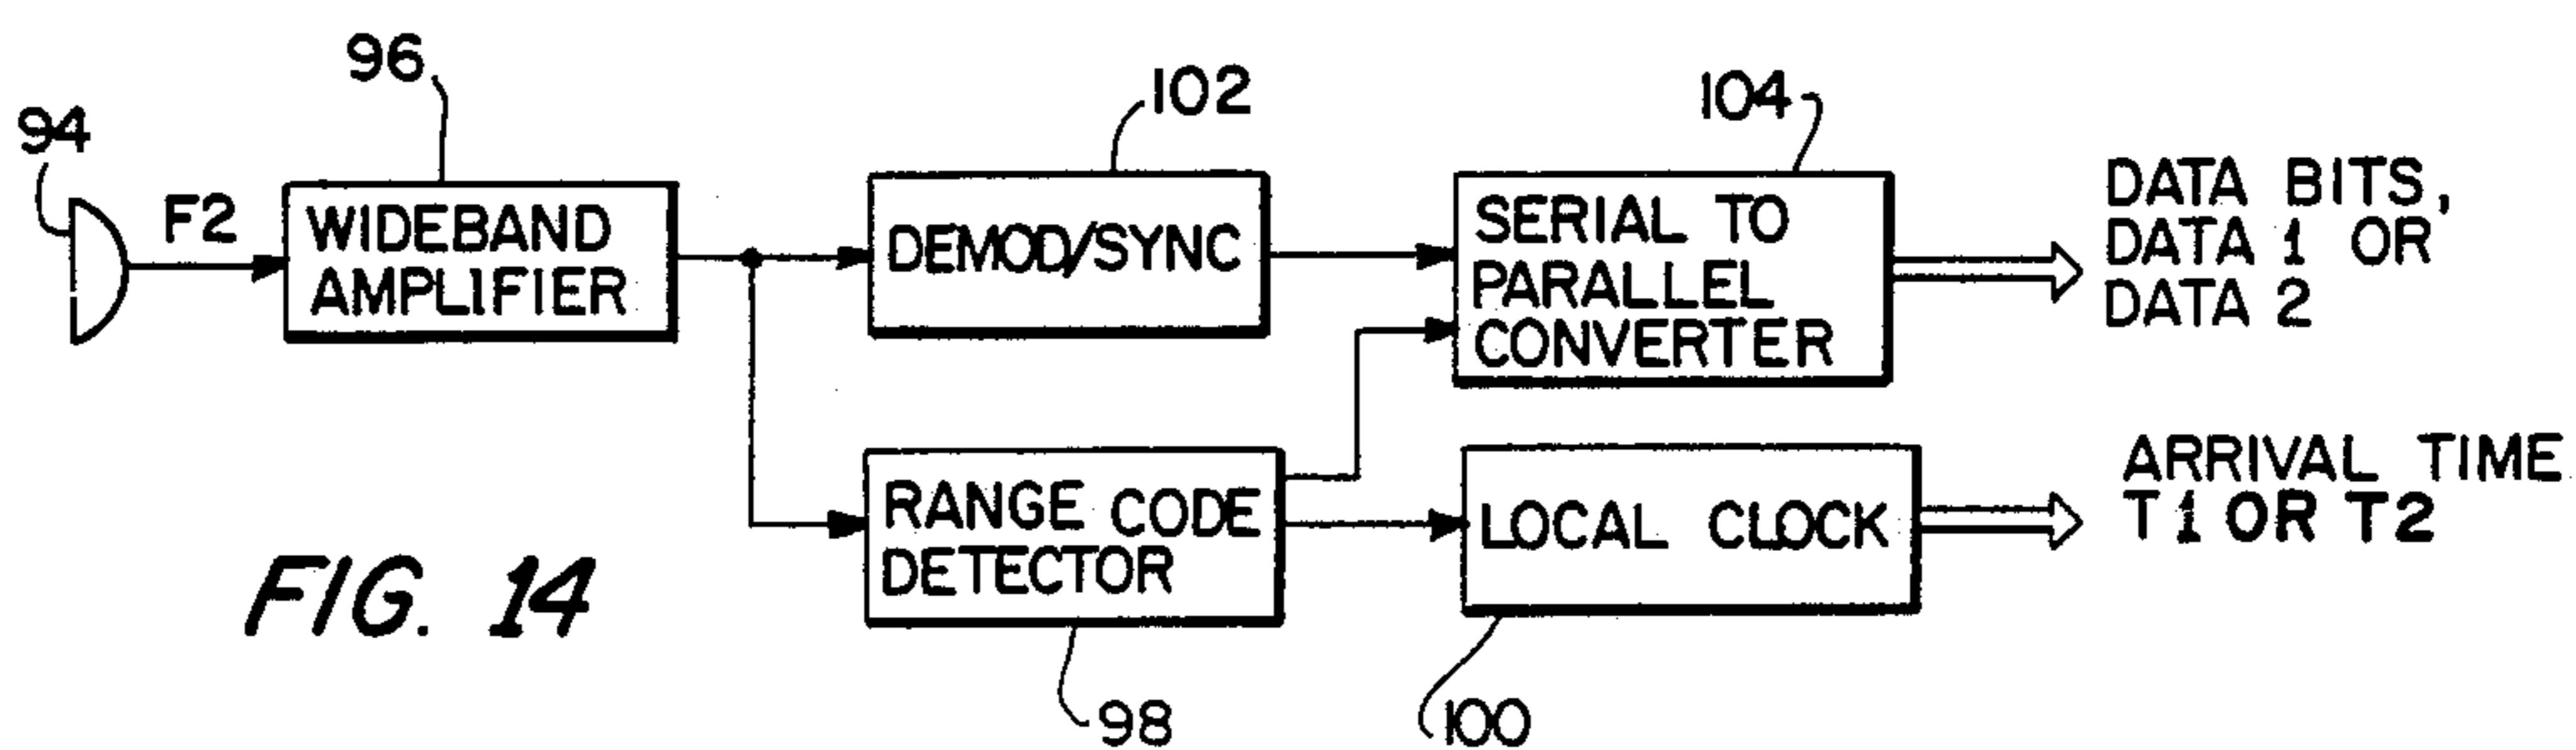 94
F2
96
WIDEBAND
AMPLIFIER
102
DEMOD/SYNC
104
SERIAL TO
PARALLEL
CONVERTER
DATA BITS,
DATA 1 OR
DATA 2
RANGE CODE
DETECTOR
98
LOCAL CLOCK
100
ARRIVAL TIME
T1 OR T2
FIG. 14